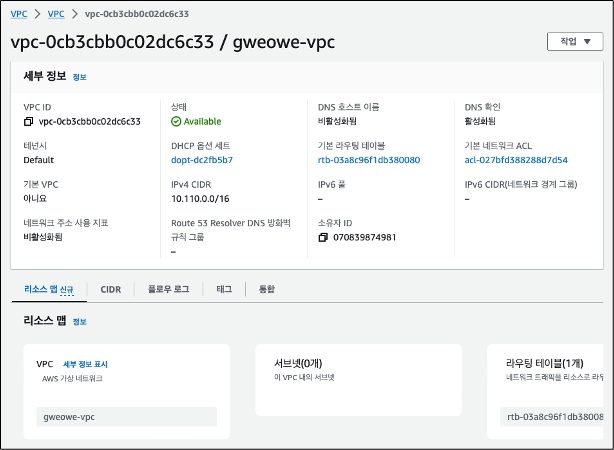 VPC > VPC > vpc-0cb3cbb0c02dc6c33
vpc-0cb3cbb0c02dc6c33 / gweowe-vpc
작업 ▼
세부 정보 정보
VPC ID
vpc-0cb3cbb0c02dc6c33
상태
Available
DNS 호스트 이름
비활성화됨
DNS 확인
활성화됨
테넌시
Default
DHCP 옵션 세트
dopt-dc2fb5b7
기본 라우팅 테이블
rtb-03a8c96f1db380080
기본 네트워크 ACL
acl-027bfd388288d7d54
기본 VPC
아니요
IPv4 CIDR
10.110.0.0/16
IPv6 풀
–
IPv6 CIDR(네트워크 경계 그룹)
–
네트워크 주소 사용 지표
비활성화됨
Route 53 Resolver DNS 방화벽
규칙 그룹
–
소유자 ID
070839874981
리소스 맵 신규
CIDR
플로우 로그
태그
통합
리소스 맵 정보
VPC 세부 정보 표시
AWS 가상 네트워크
gweowe-vpc
서브넷(0개)
이 VPC 내의 서브넷
라우팅 테이블(1개)
네트워크 트래픽을 리소스로 라우
rtb-03a8c96f1db38008